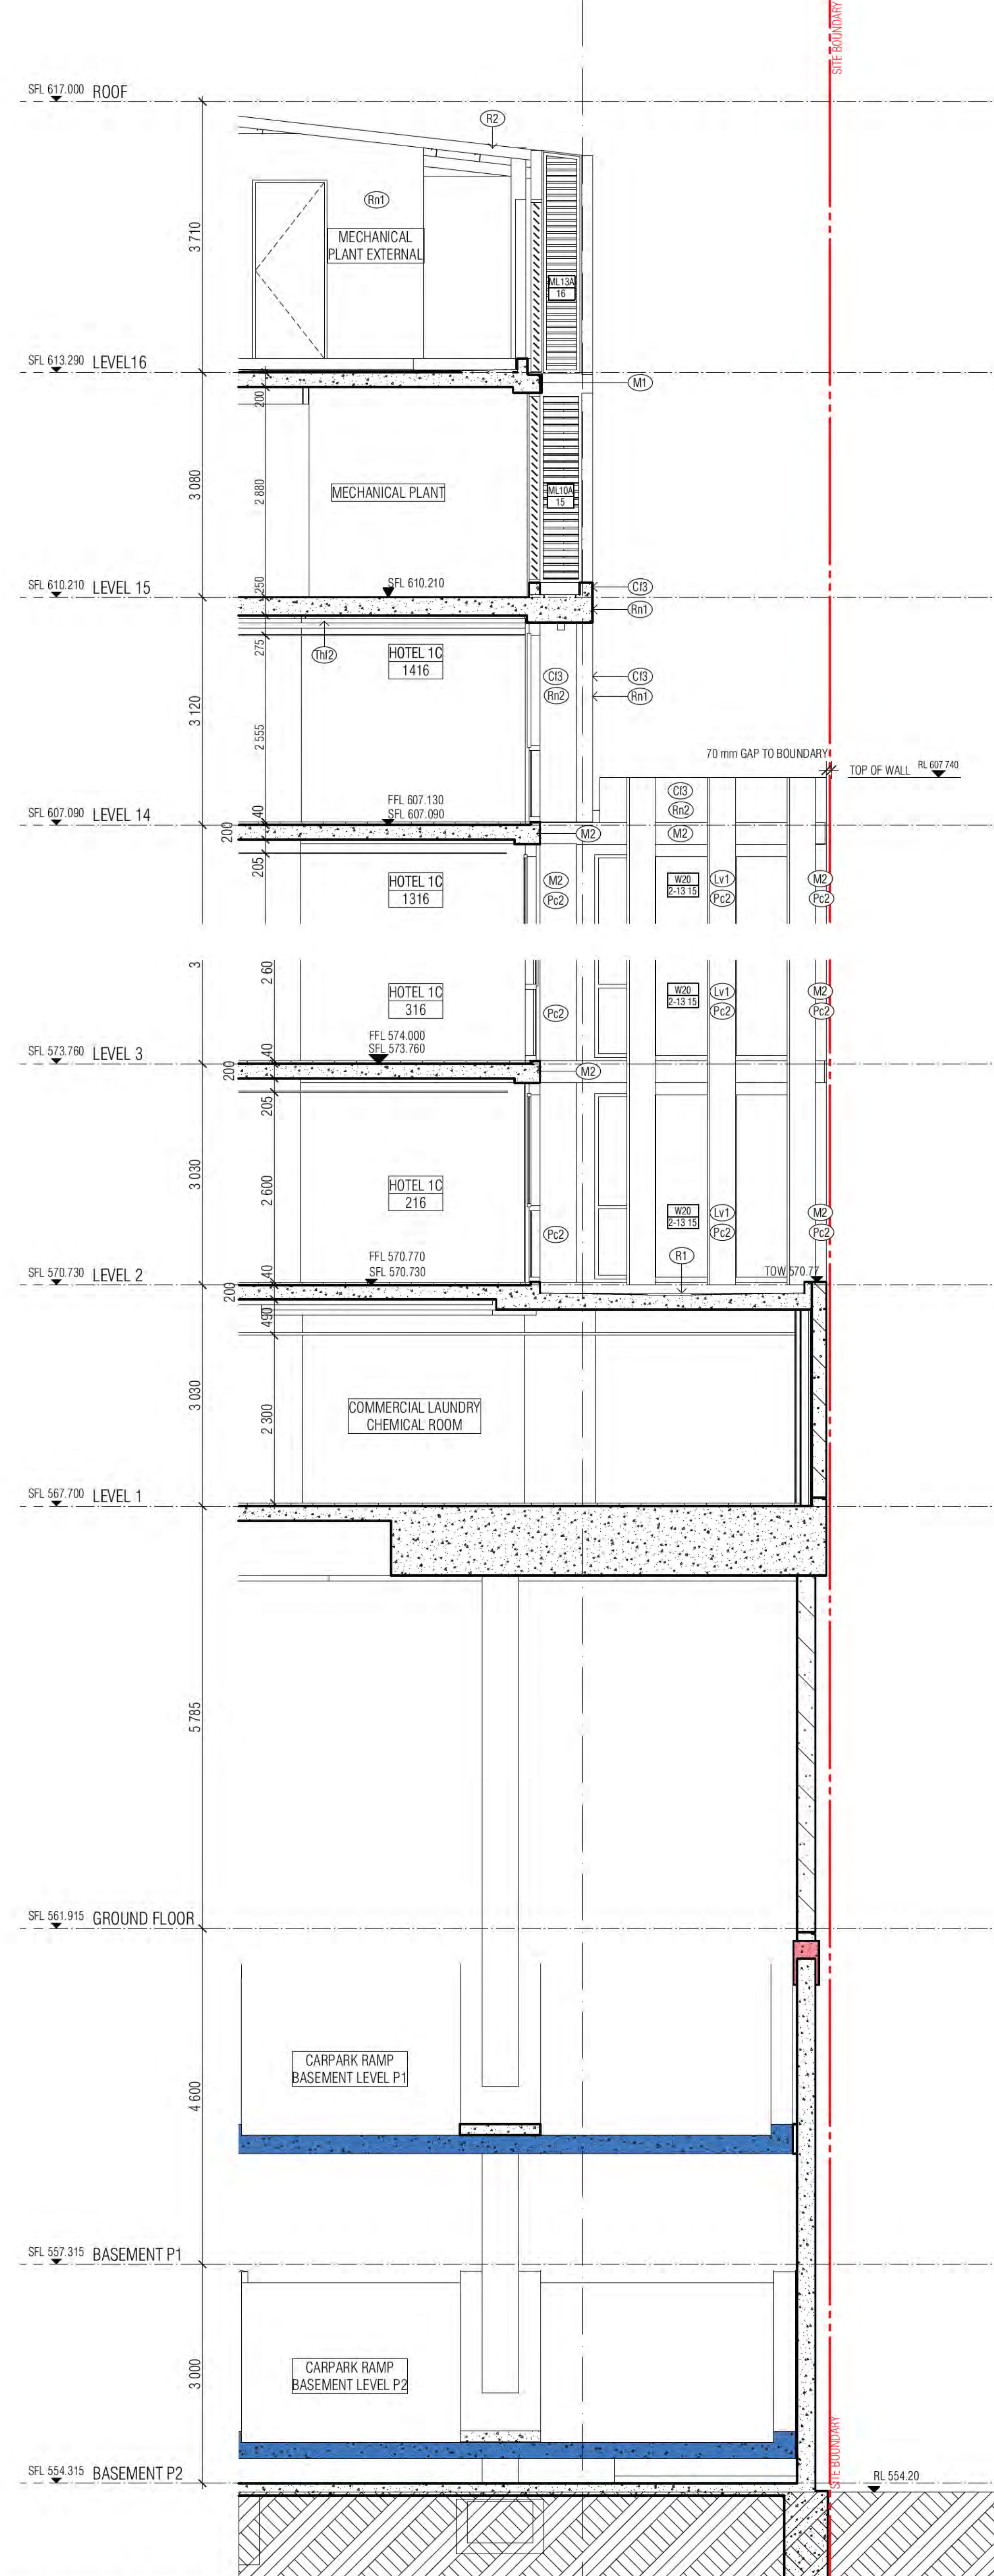 SITE BOUNDARY
SFL 617.000 ROOF
R2
Rn1
3 710
MECHANICAL
PLANT EXTERNAL
ML13A
16
SFL 613.290 LEVEL16
M1
200
3 080
2 880
MECHANICAL PLANT
ML10A
15
250
SFL 610.210 LEVEL 15
SFL 610.210
Cf3
Rn1
275
Thf2
HOTEL 1C
1416
Cf3
Rn2
Cf3
Rn1
3 120
2 555
70 mm GAP TO BOUNDARY
TOP OF WALL RL 607 740
Cf3
Rn2
FFL 607.130
SFL 607.090
40
SFL 607.090 LEVEL 14
200
M2
M2
205
HOTEL 1C
1316
M2
Pc2
W20
2-13 15
Lv1
Pc2
M2
Pc2
3
2 60
HOTEL 1C
316
Pc2
W20
2-13 15
Lv1
Pc2
M2
Pc2
FFL 574.000
SFL 573.760
40
SFL 573.760 LEVEL 3
200
M2
205
3 030
2 600
HOTEL 1C
216
Pc2
W20
2-13 15
Lv1
Pc2
M2
Pc2
R1
FFL 570.770
SFL 570.730
TOW 570.77
40
SFL 570.730 LEVEL 2
200
490
3 030
2 300
COMMERCIAL LAUNDRY
CHEMICAL ROOM
SFL 567.700 LEVEL 1
5 785
SFL 561.915 GROUND FLOOR
4 600
CARPARK RAMP
BASEMENT LEVEL P1
SFL 557.315 BASEMENT P1
3 000
CARPARK RAMP
BASEMENT LEVEL P2
SITE BOUNDARY
SFL 554.315 BASEMENT P2
RL 554.20